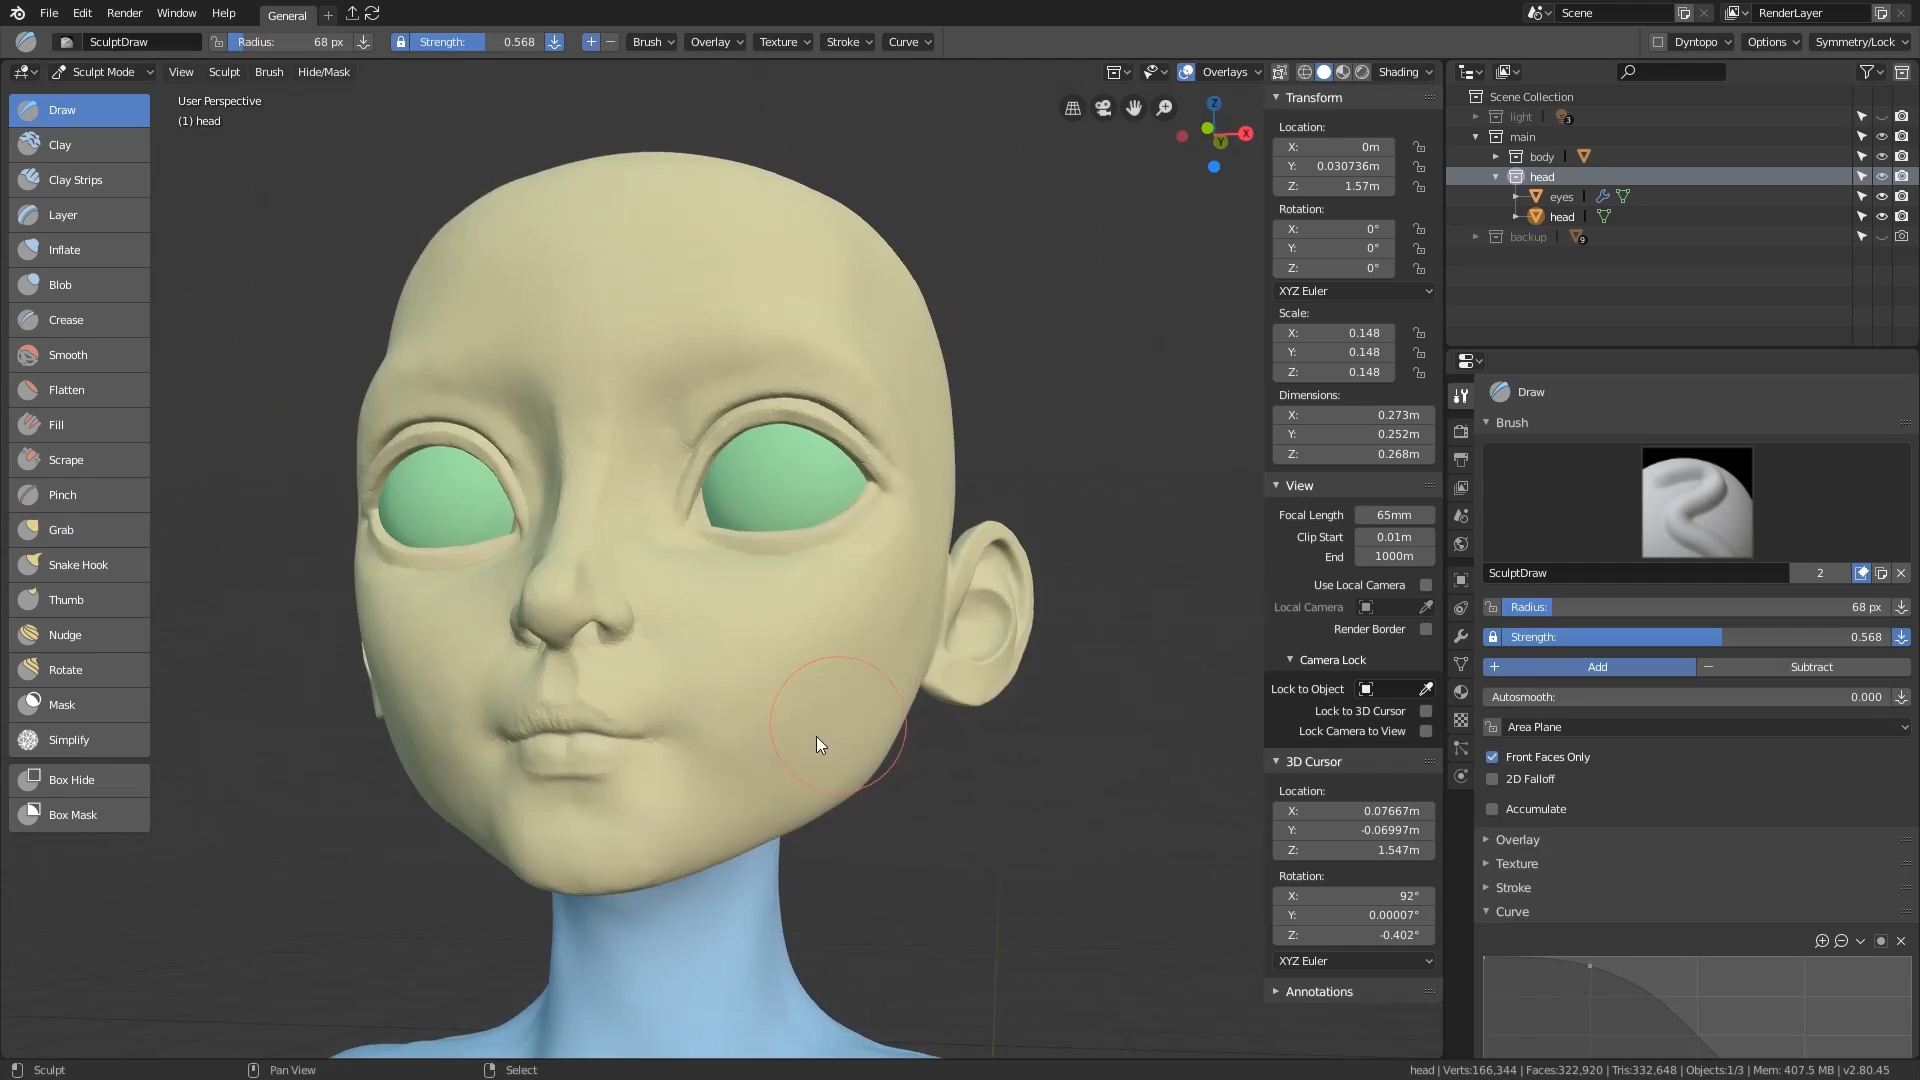 File Edit Render Window Help General + Scene RenderLayer
SculptDraw Radius: 68 px Strength: 0.568 Brush Overlay Texture Stroke Curve Dyntopo Options Symmetry/Lock
Sculpt Mode View Sculpt Brush Hide/Mask Overlays Shading
User Perspective
(1) head
Draw
Clay
Clay Strips
Layer
Inflate
Blob
Crease
Smooth
Flatten
Fill
Scrape
Pinch
Grab
Snake Hook
Thumb
Nudge
Rotate
Mask
Simplify
Box Hide
Box Mask
Z
X
Y
Transform
Location:
X: 0m
Y: 0.030736m
Z: 1.57m
Rotation:
X: 0°
Y: 0°
Z: 0°
XYZ Euler
Scale:
X: 0.148
Y: 0.148
Z: 0.148
Dimensions:
X: 0.273m
Y: 0.252m
Z: 0.268m
View
Focal Length 65mm
Clip Start 0.01m
End 1000m
Use Local Camera
Local Camera
Render Border
Camera Lock
Lock to Object
Lock to 3D Cursor
Lock Camera to View
3D Cursor
Location:
X: 0.07667m
Y: -0.06997m
Z: 1.547m
Rotation:
X: 92°
Y: 0.00007°
Z: -0.402°
XYZ Euler
Annotations
Scene Collection
light 3
main
body
head
eyes
head
backup 9
Draw
Brush
SculptDraw 2
Radius: 68 px
Strength: 0.568
+ Add − Subtract
Autosmooth: 0.000
Area Plane
Front Faces Only
2D Falloff
Accumulate
Overlay
Texture
Stroke
Curve
Sculpt Pan View Select head | Verts:166,344 | Faces:322,920 | Tris:332,648 | Objects:1/3 | Mem: 407.5 MB | v2.80.45